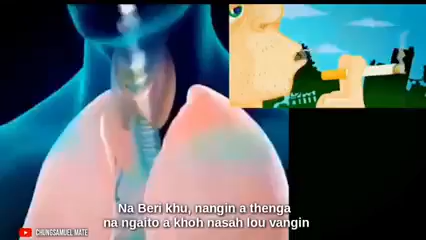 Na Beri khu, nangin a thenga
na ngaito a khoh nasah lou vangin
CHUNGSAMUEL MATE